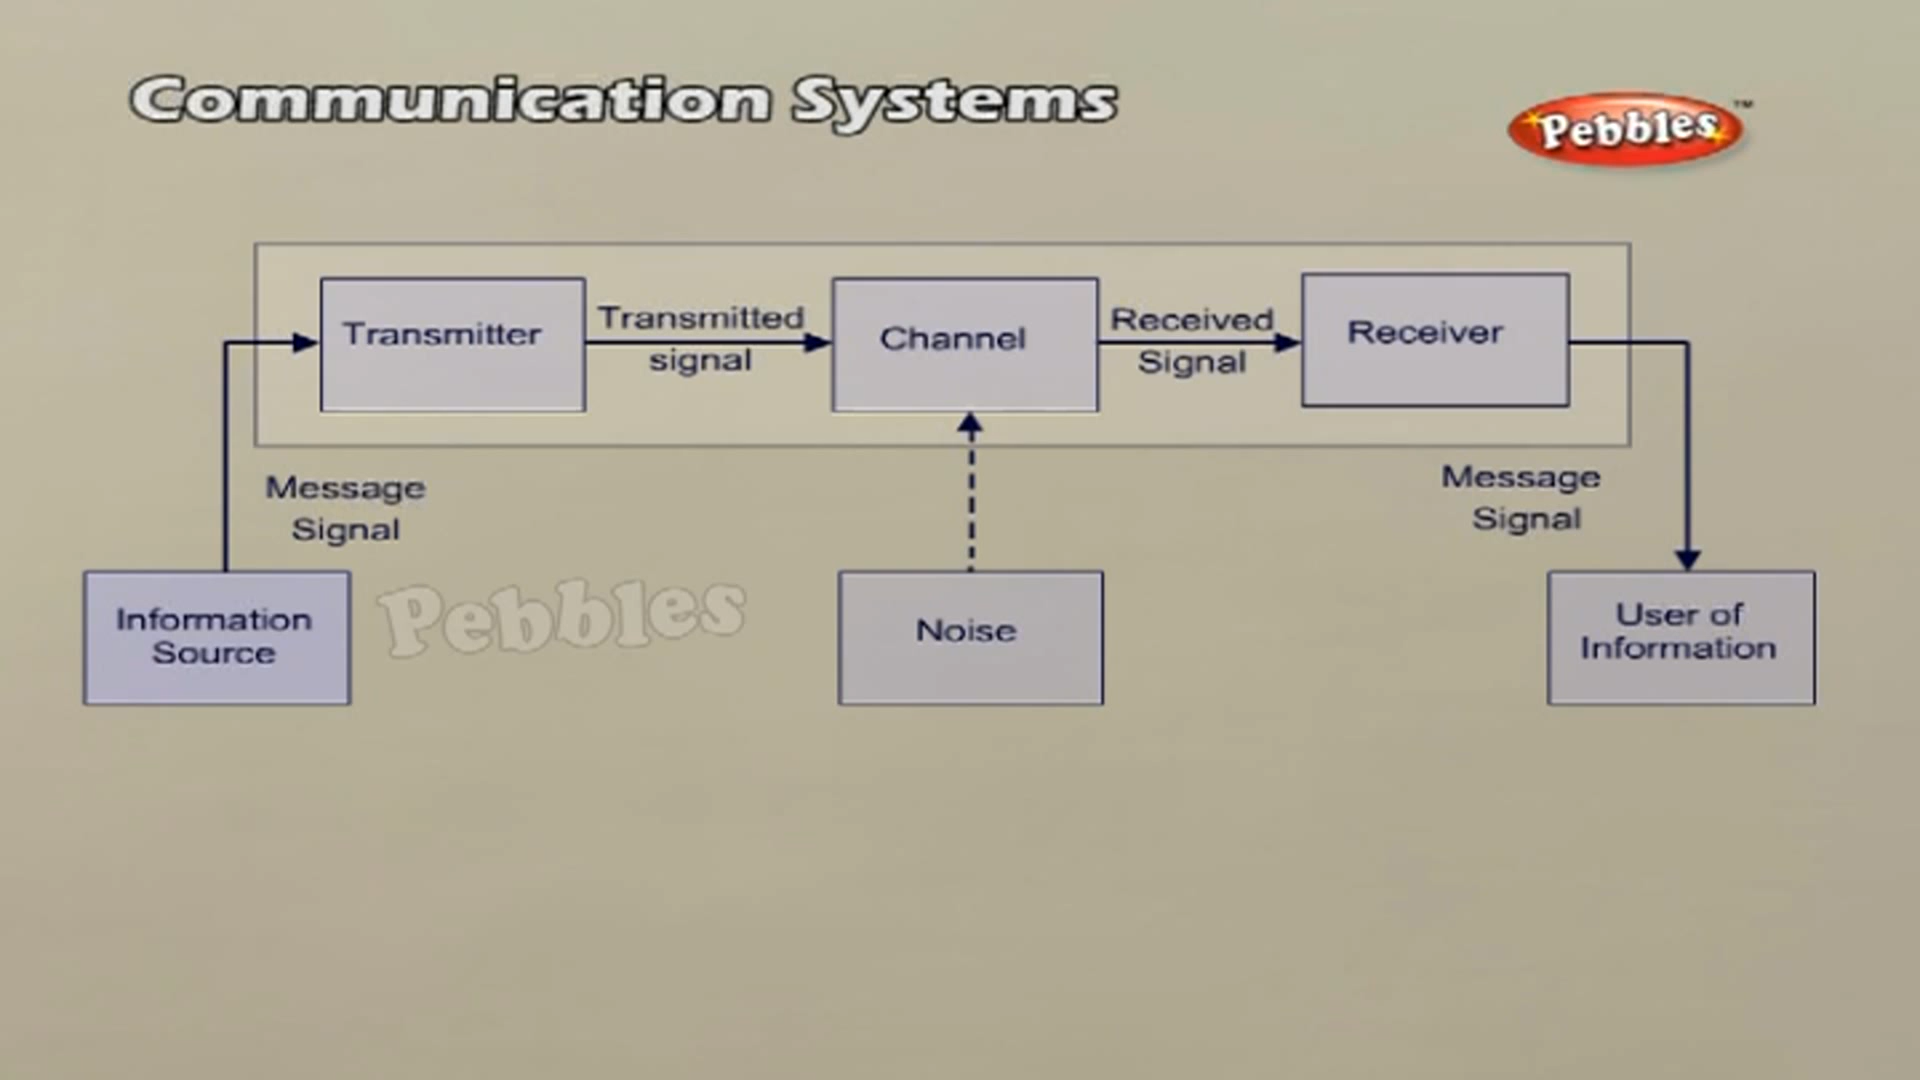 Communication Systems
Pebbles™
Transmitter
Transmitted
signal
Channel
Received
Signal
Receiver
Message
Signal
Message
Signal
Information
Source
Pebbles
Noise
User of
Information